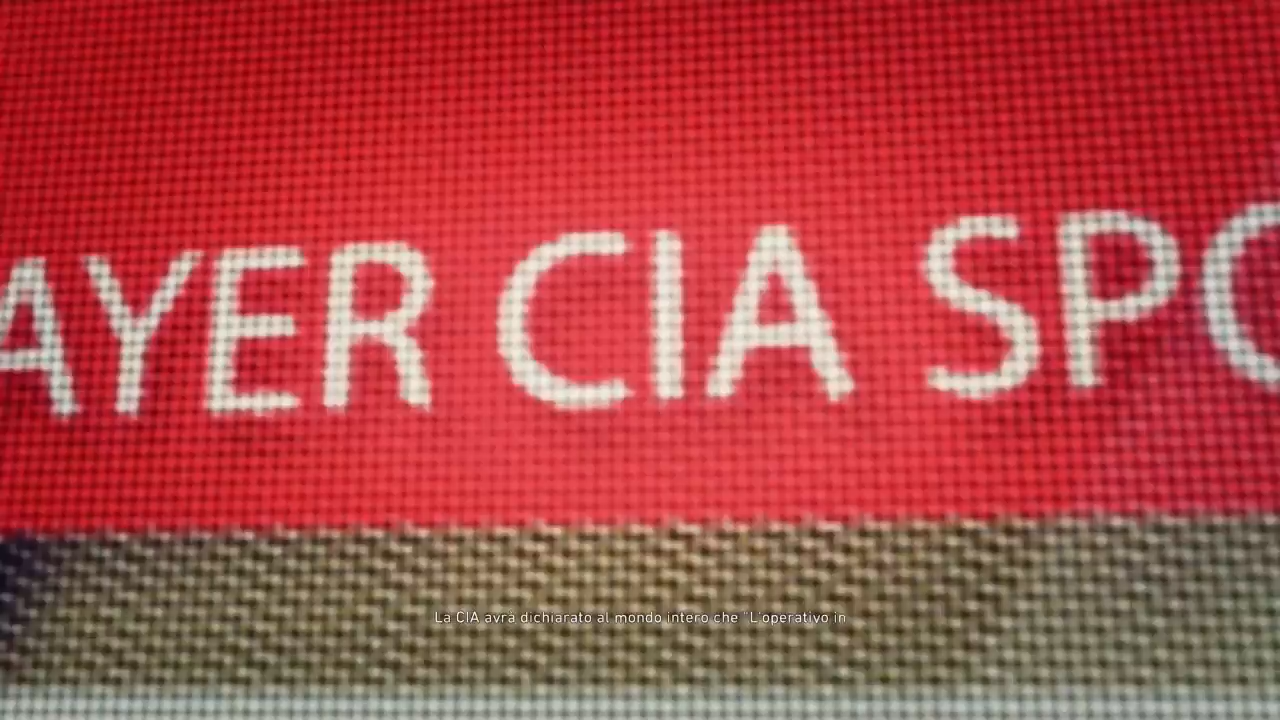 AYER CIA SPO
La CIA avrà dichiarato al mondo intero che "L'operativo in